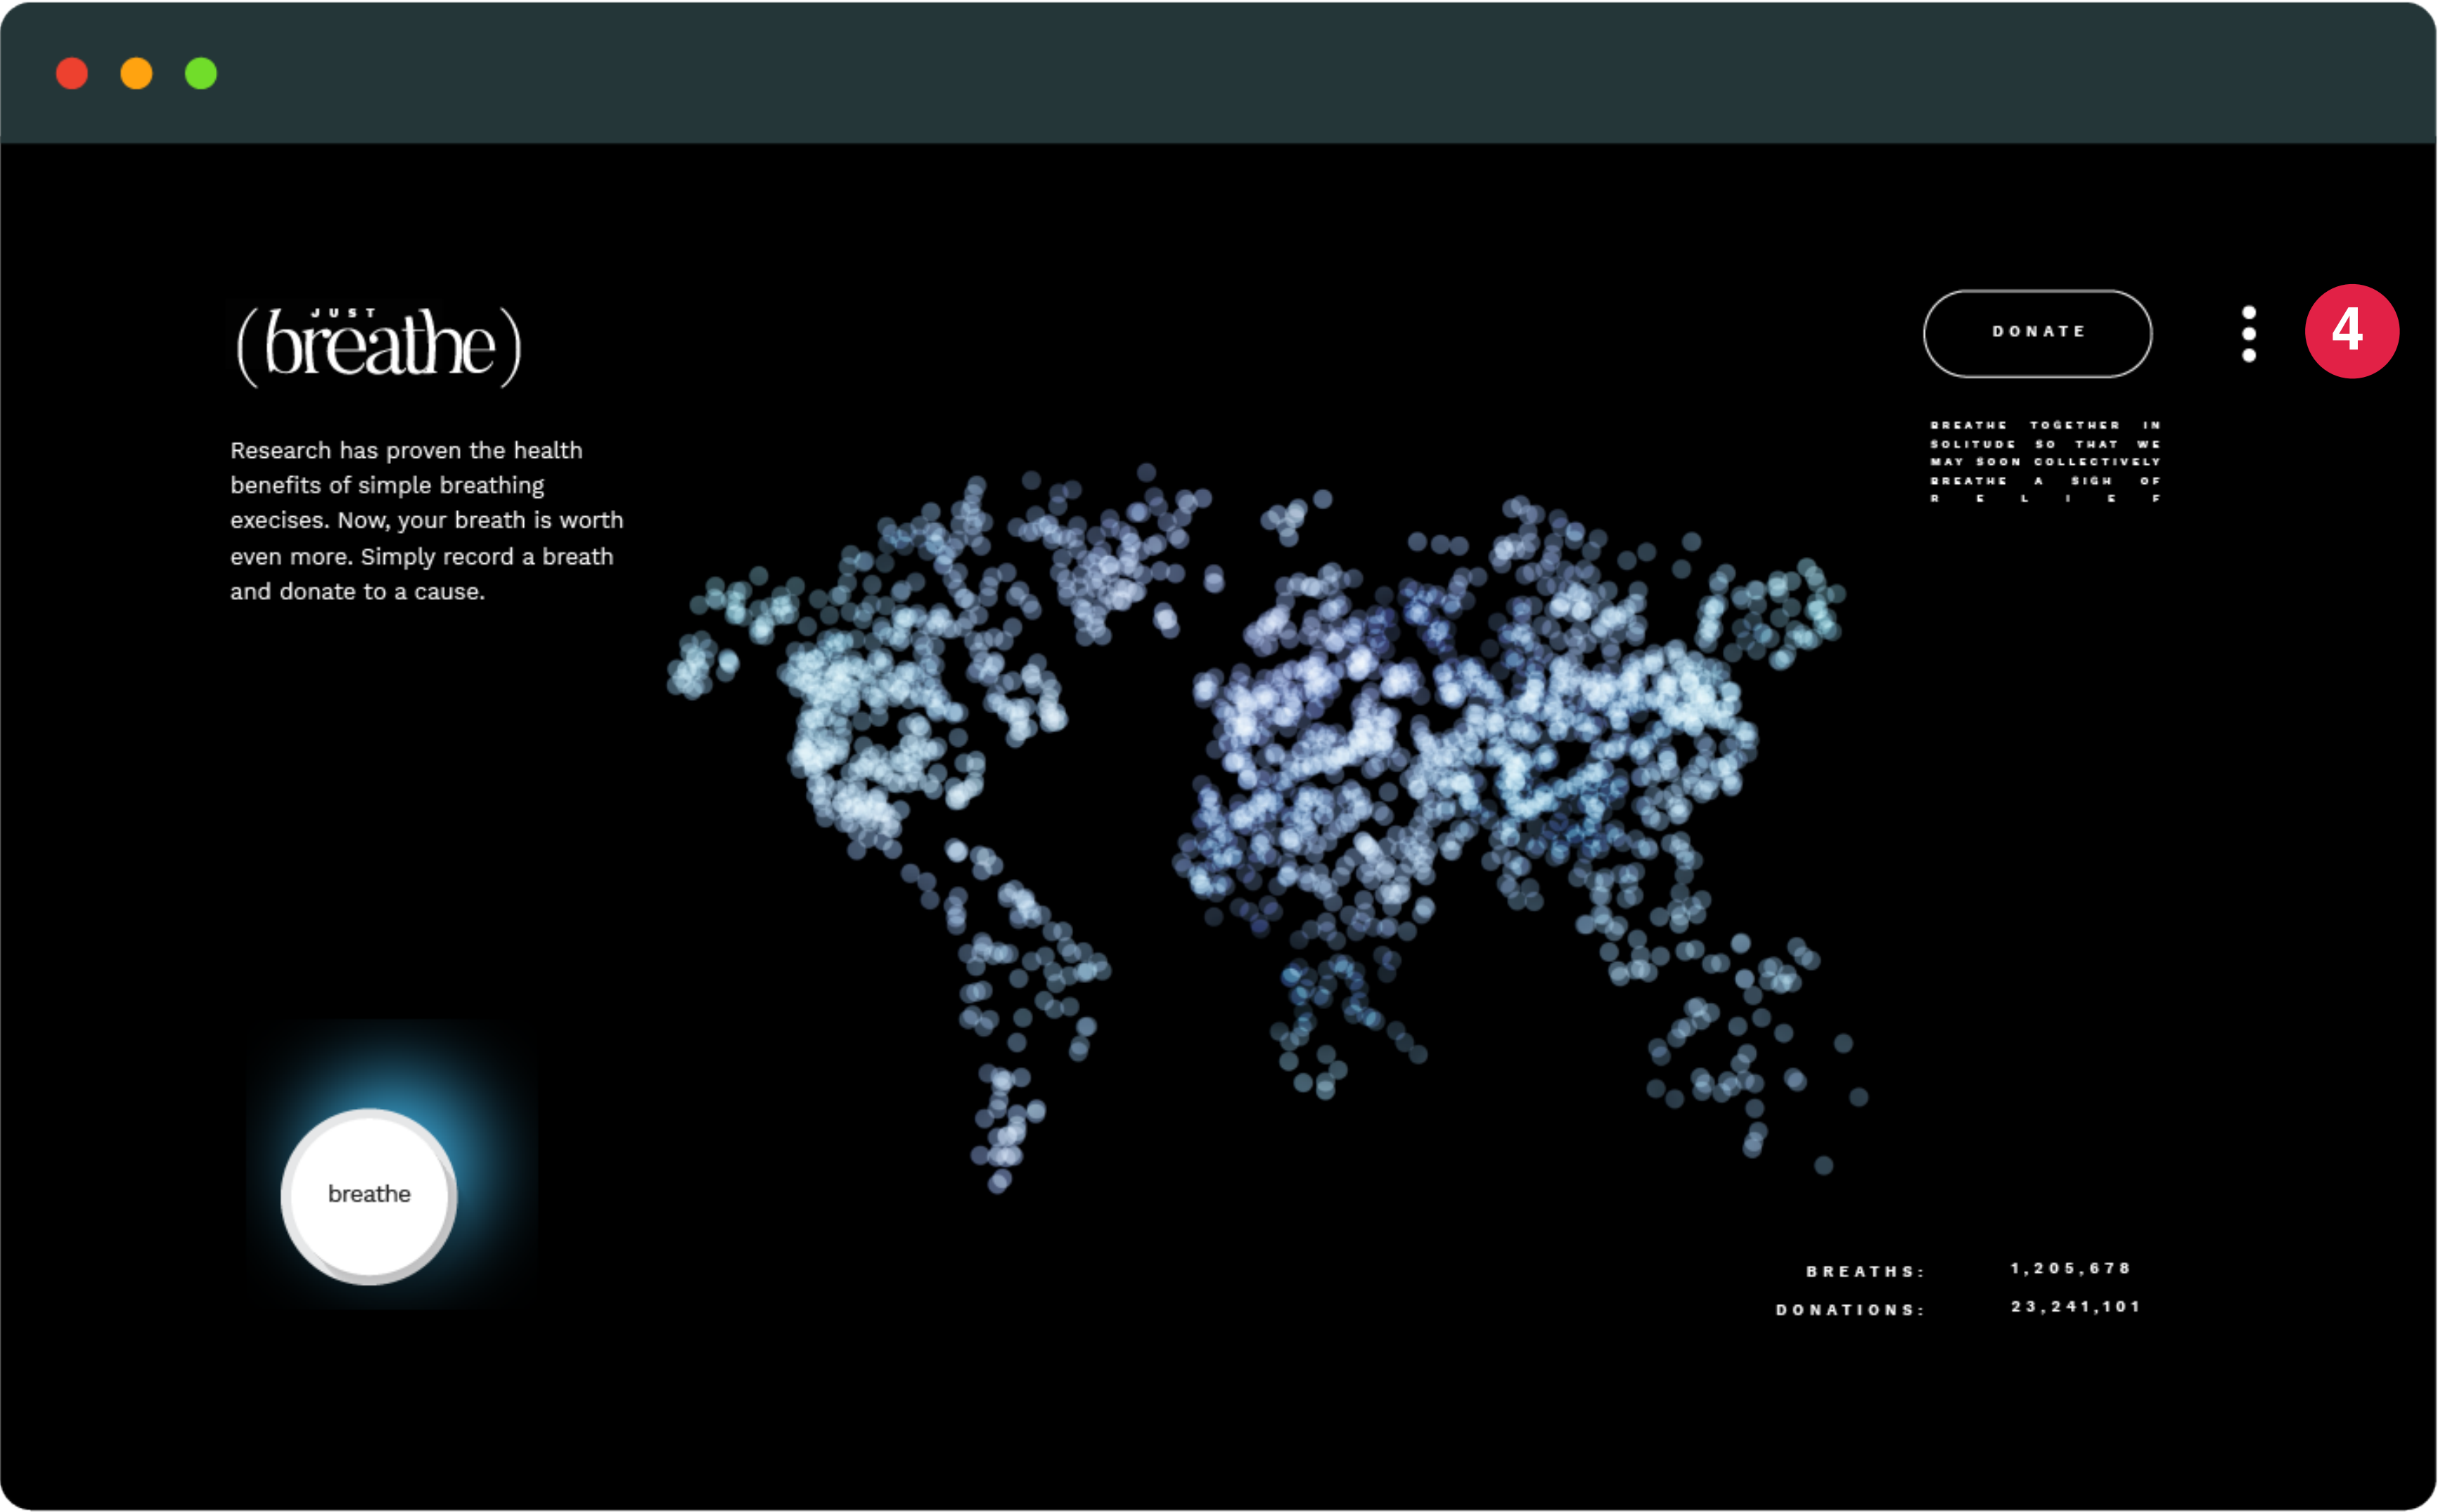 JUST
(breathe)
DONATE
4
BREATHE TOGETHER IN
SOLITUDE SO THAT WE
MAY SOON COLLECTIVELY
BREATHE A SIGH OF
RELIEF
Research has proven the health
benefits of simple breathing
execises. Now, your breath is worth
even more. Simply record a breath
and donate to a cause.
breathe
BREATHS: 1,205,678
DONATIONS: 23,241,101